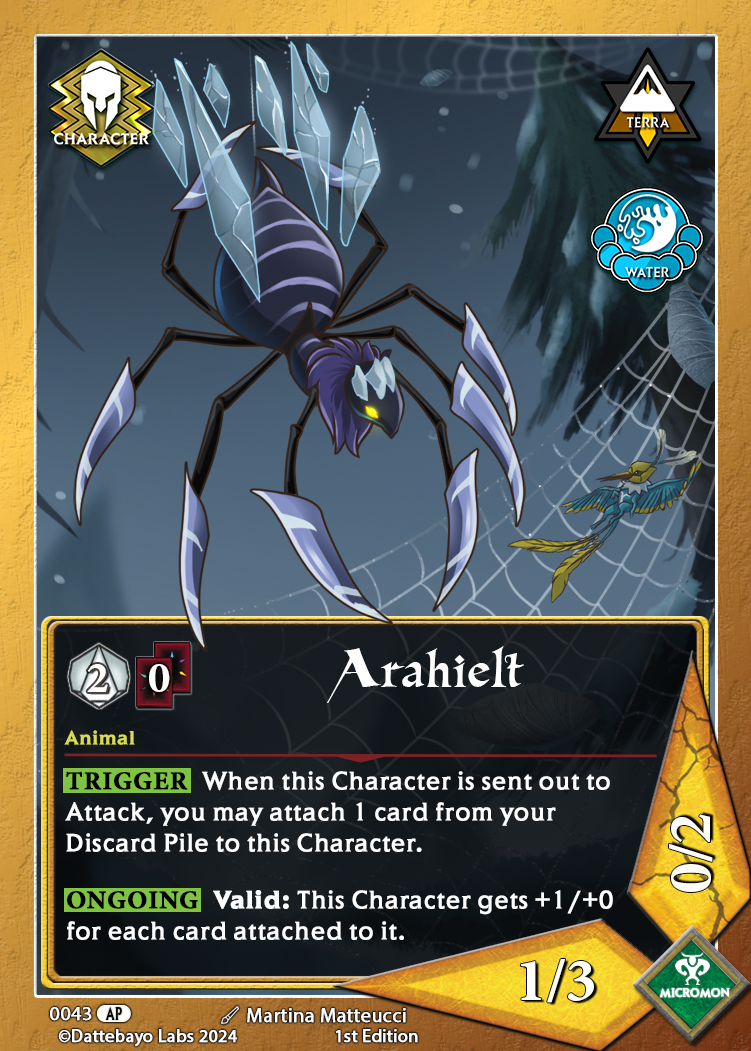 CHARACTER
TERRA
WATER
2 0 Arahielt
Animal
TRIGGER When this Character is sent out to
Attack, you may attach 1 card from your
Discard Pile to this Character.
ONGOING Valid: This Character gets +1/+0
for each card attached to it.
0/2
1/3
MICROMON
0043 AP Martina Matteucci
©Dattebayo Labs 2024 1st Edition